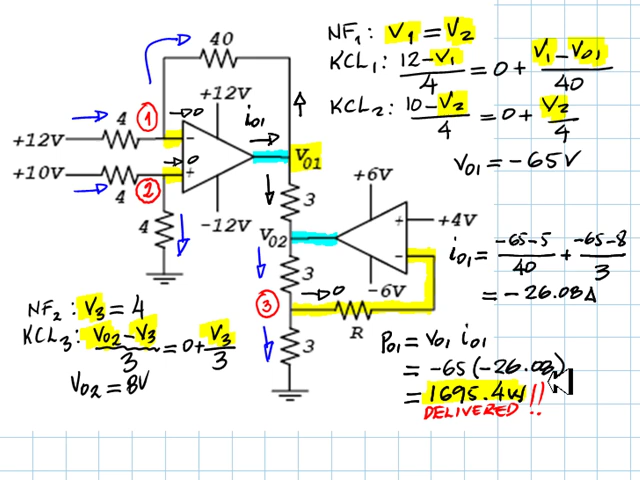 40
NF1: V1 = V2
KCL1: 12-V1/4 = 0 + V1-V01/40
KCL2: 10-V2/4 = 0 + V2/4
V01 = -65V
+12V
i01
4
1
0
+12V
-
V01
+10V
0
+
2
4
-12V
4
3
+6V
+
+4V
V02
-
-6V
i01 = -65-5/40 + -65-8/3
= -26.08A
3
3
0
R
3
NF2: V3 = 4
KCL3: V02-V3/3 = 0 + V3/3
V02 = 8V
P01 = V01 i01
= -65(-26.08)
= 1695.4W!!
DELIVERED